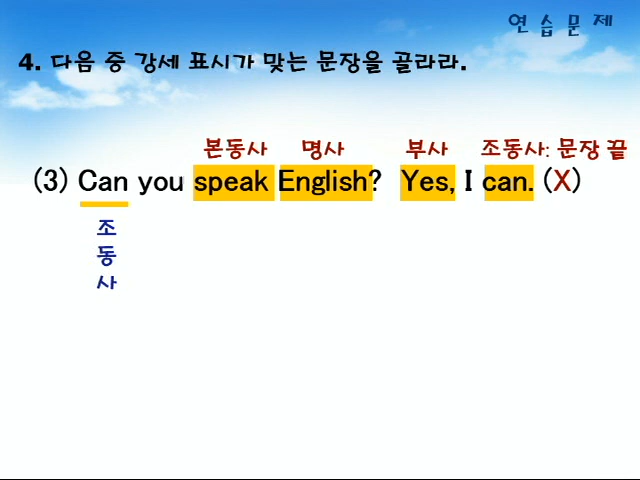 연 습 문 제
4. 다음 중 강세 표시가 맞는 문장을 골라라.
본동사 명사 부사 조동사: 문장 끝
(3) Can you speak English? Yes, I can. (X)
조
동
사